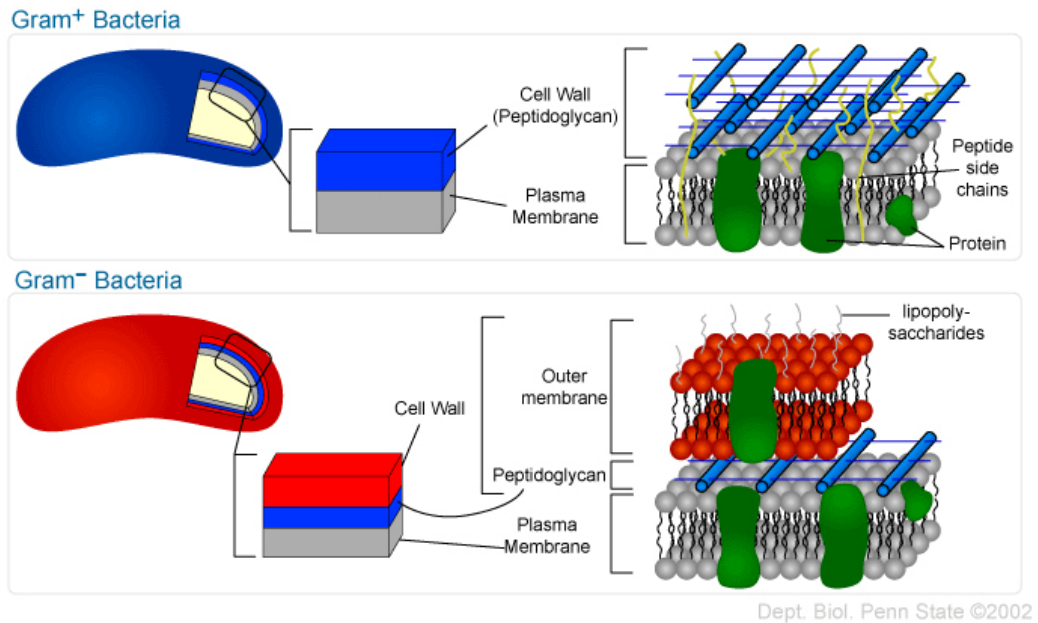 Gram+ Bacteria
Cell Wall
(Peptidoglycan)
Plasma
Membrane
Peptide
side
chains
Protein
Gram− Bacteria
Cell Wall
Outer
membrane
Peptidoglycan
Plasma
Membrane
lipopoly-
saccharides
Dept. Biol. Penn State ©2002